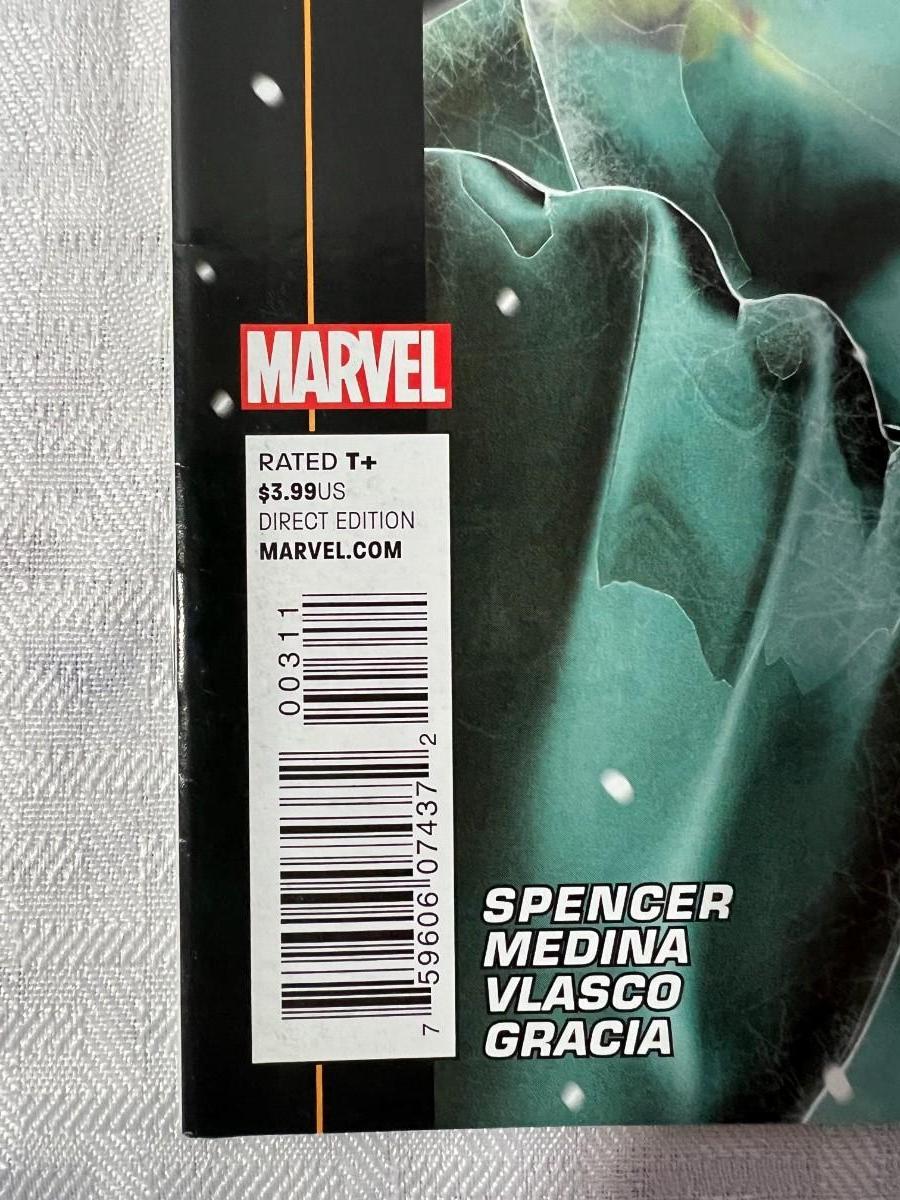 MARVEL
RATED T+
$3.99US
DIRECT EDITION
MARVEL.COM
00311
7 59606 07437 2
SPENCER
MEDINA
VLASCO
GRACIA